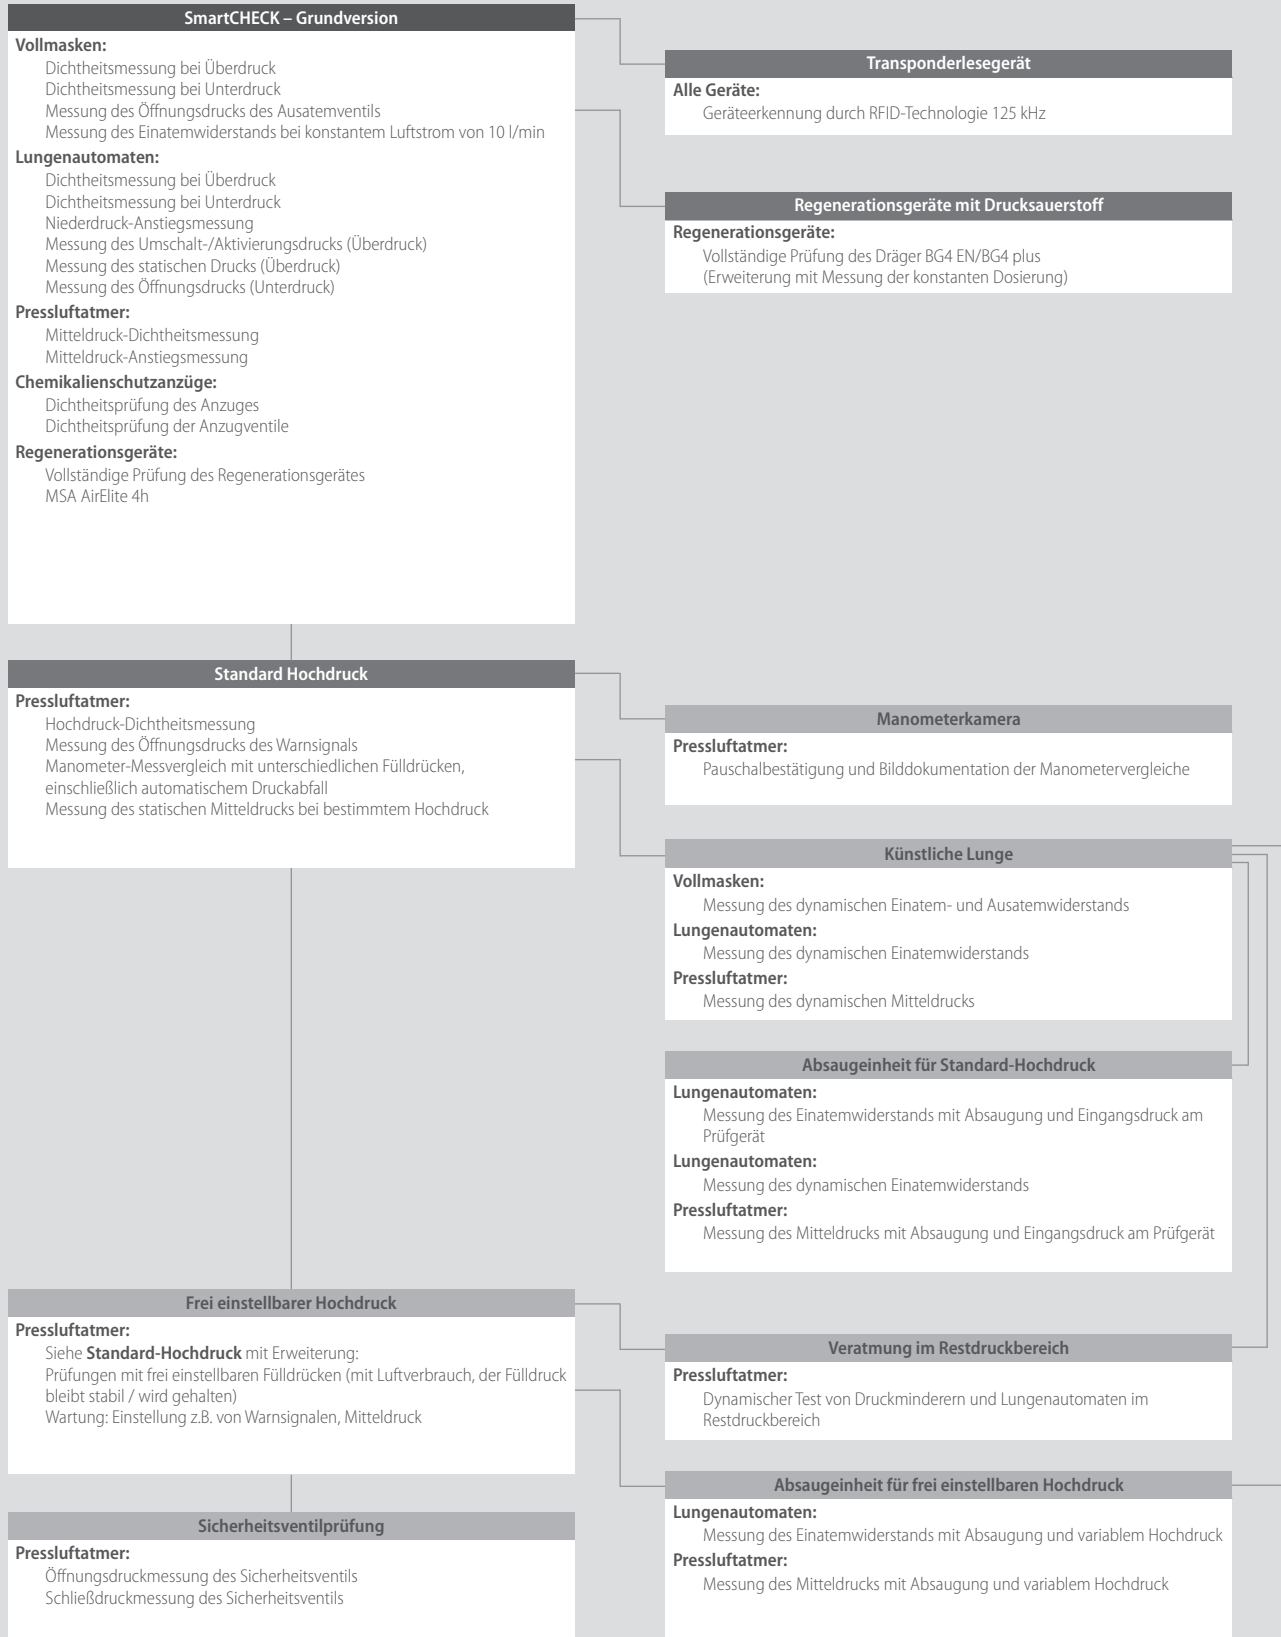 SmartCHECK – Grundversion
Vollmasken:
Dichtheitsmessung bei Überdruck
Dichtheitsmessung bei Unterdruck
Messung des Öffnungsdrucks des Ausatemventils
Messung des Einatemwiderstands bei konstantem Luftstrom von 10 l/min
Lungenautomaten:
Dichtheitsmessung bei Überdruck
Dichtheitsmessung bei Unterdruck
Niederdruck-Anstiegsmessung
Messung des Umschalt-/Aktivierungsdrucks (Überdruck)
Messung des statischen Drucks (Überdruck)
Messung des Öffnungsdrucks (Unterdruck)
Pressluftatmer:
Mitteldruck-Dichtheitsmessung
Mitteldruck-Anstiegsmessung
Chemikalienschutzanzüge:
Dichtheitsprüfung des Anzuges
Dichtheitsprüfung der Anzugventile
Regenerationsgeräte:
Vollständige Prüfung des Regenerationsgerätes
MSA AirElite 4h
Transponderlesegerät
Alle Geräte:
Geräteerkennung durch RFID-Technologie 125 kHz
Regenerationsgeräte mit Drucksauerstoff
Regenerationsgeräte:
Vollständige Prüfung des Dräger BG4 EN/BG4 plus
(Erweiterung mit Messung der konstanten Dosierung)
Standard Hochdruck
Pressluftatmer:
Hochdruck-Dichtheitsmessung
Messung des Öffnungsdrucks des Warnsignals
Manometer-Messvergleich mit unterschiedlichen Fülldrücken,
einschließlich automatischem Druckabfall
Messung des statischen Mitteldrucks bei bestimmtem Hochdruck
Manometerkamera
Pressluftatmer:
Pauschalbestätigung und Bilddokumentation der Manometervergleiche
Künstliche Lunge
Vollmasken:
Messung des dynamischen Einatem- und Ausatemwiderstands
Lungenautomaten:
Messung des dynamischen Einatemwiderstands
Pressluftatmer:
Messung des dynamischen Mitteldrucks
Absaugeinheit für Standard-Hochdruck
Lungenautomaten:
Messung des Einatemwiderstands mit Absaugung und Eingangsdruck am
Prüfgerät
Lungenautomaten:
Messung des dynamischen Einatemwiderstands
Pressluftatmer:
Messung des Mitteldrucks mit Absaugung und Eingangsdruck am Prüfgerät
Frei einstellbarer Hochdruck
Pressluftatmer:
Siehe Standard-Hochdruck mit Erweiterung:
Prüfungen mit frei einstellbaren Fülldrücken (mit Luftverbrauch, der Fülldruck
bleibt stabil / wird gehalten)
Wartung: Einstellung z.B. von Warnsignalen, Mitteldruck
Veratmung im Restdruckbereich
Pressluftatmer:
Dynamischer Test von Druckminderern und Lungenautomaten im
Restdruckbereich
Sicherheitsventilprüfung
Pressluftatmer:
Öffnungsdruckmessung des Sicherheitsventils
Schließdruckmessung des Sicherheitsventils
Absaugeinheit für frei einstellbaren Hochdruck
Lungenautomaten:
Messung des Einatemwiderstands mit Absaugung und variablem Hochdruck
Pressluftatmer:
Messung des Mitteldrucks mit Absaugung und variablem Hochdruck